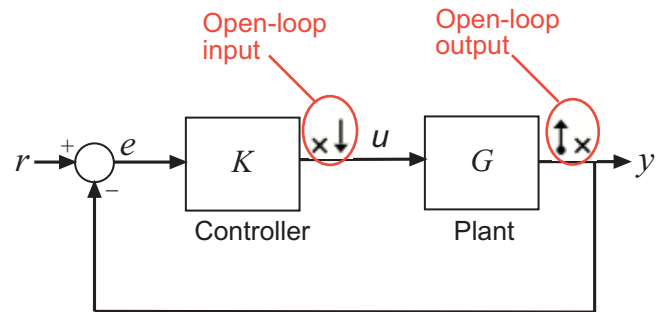 Open-loop
input
Open-loop
output
r
+
−
e
K
u
G
y
Controller
Plant